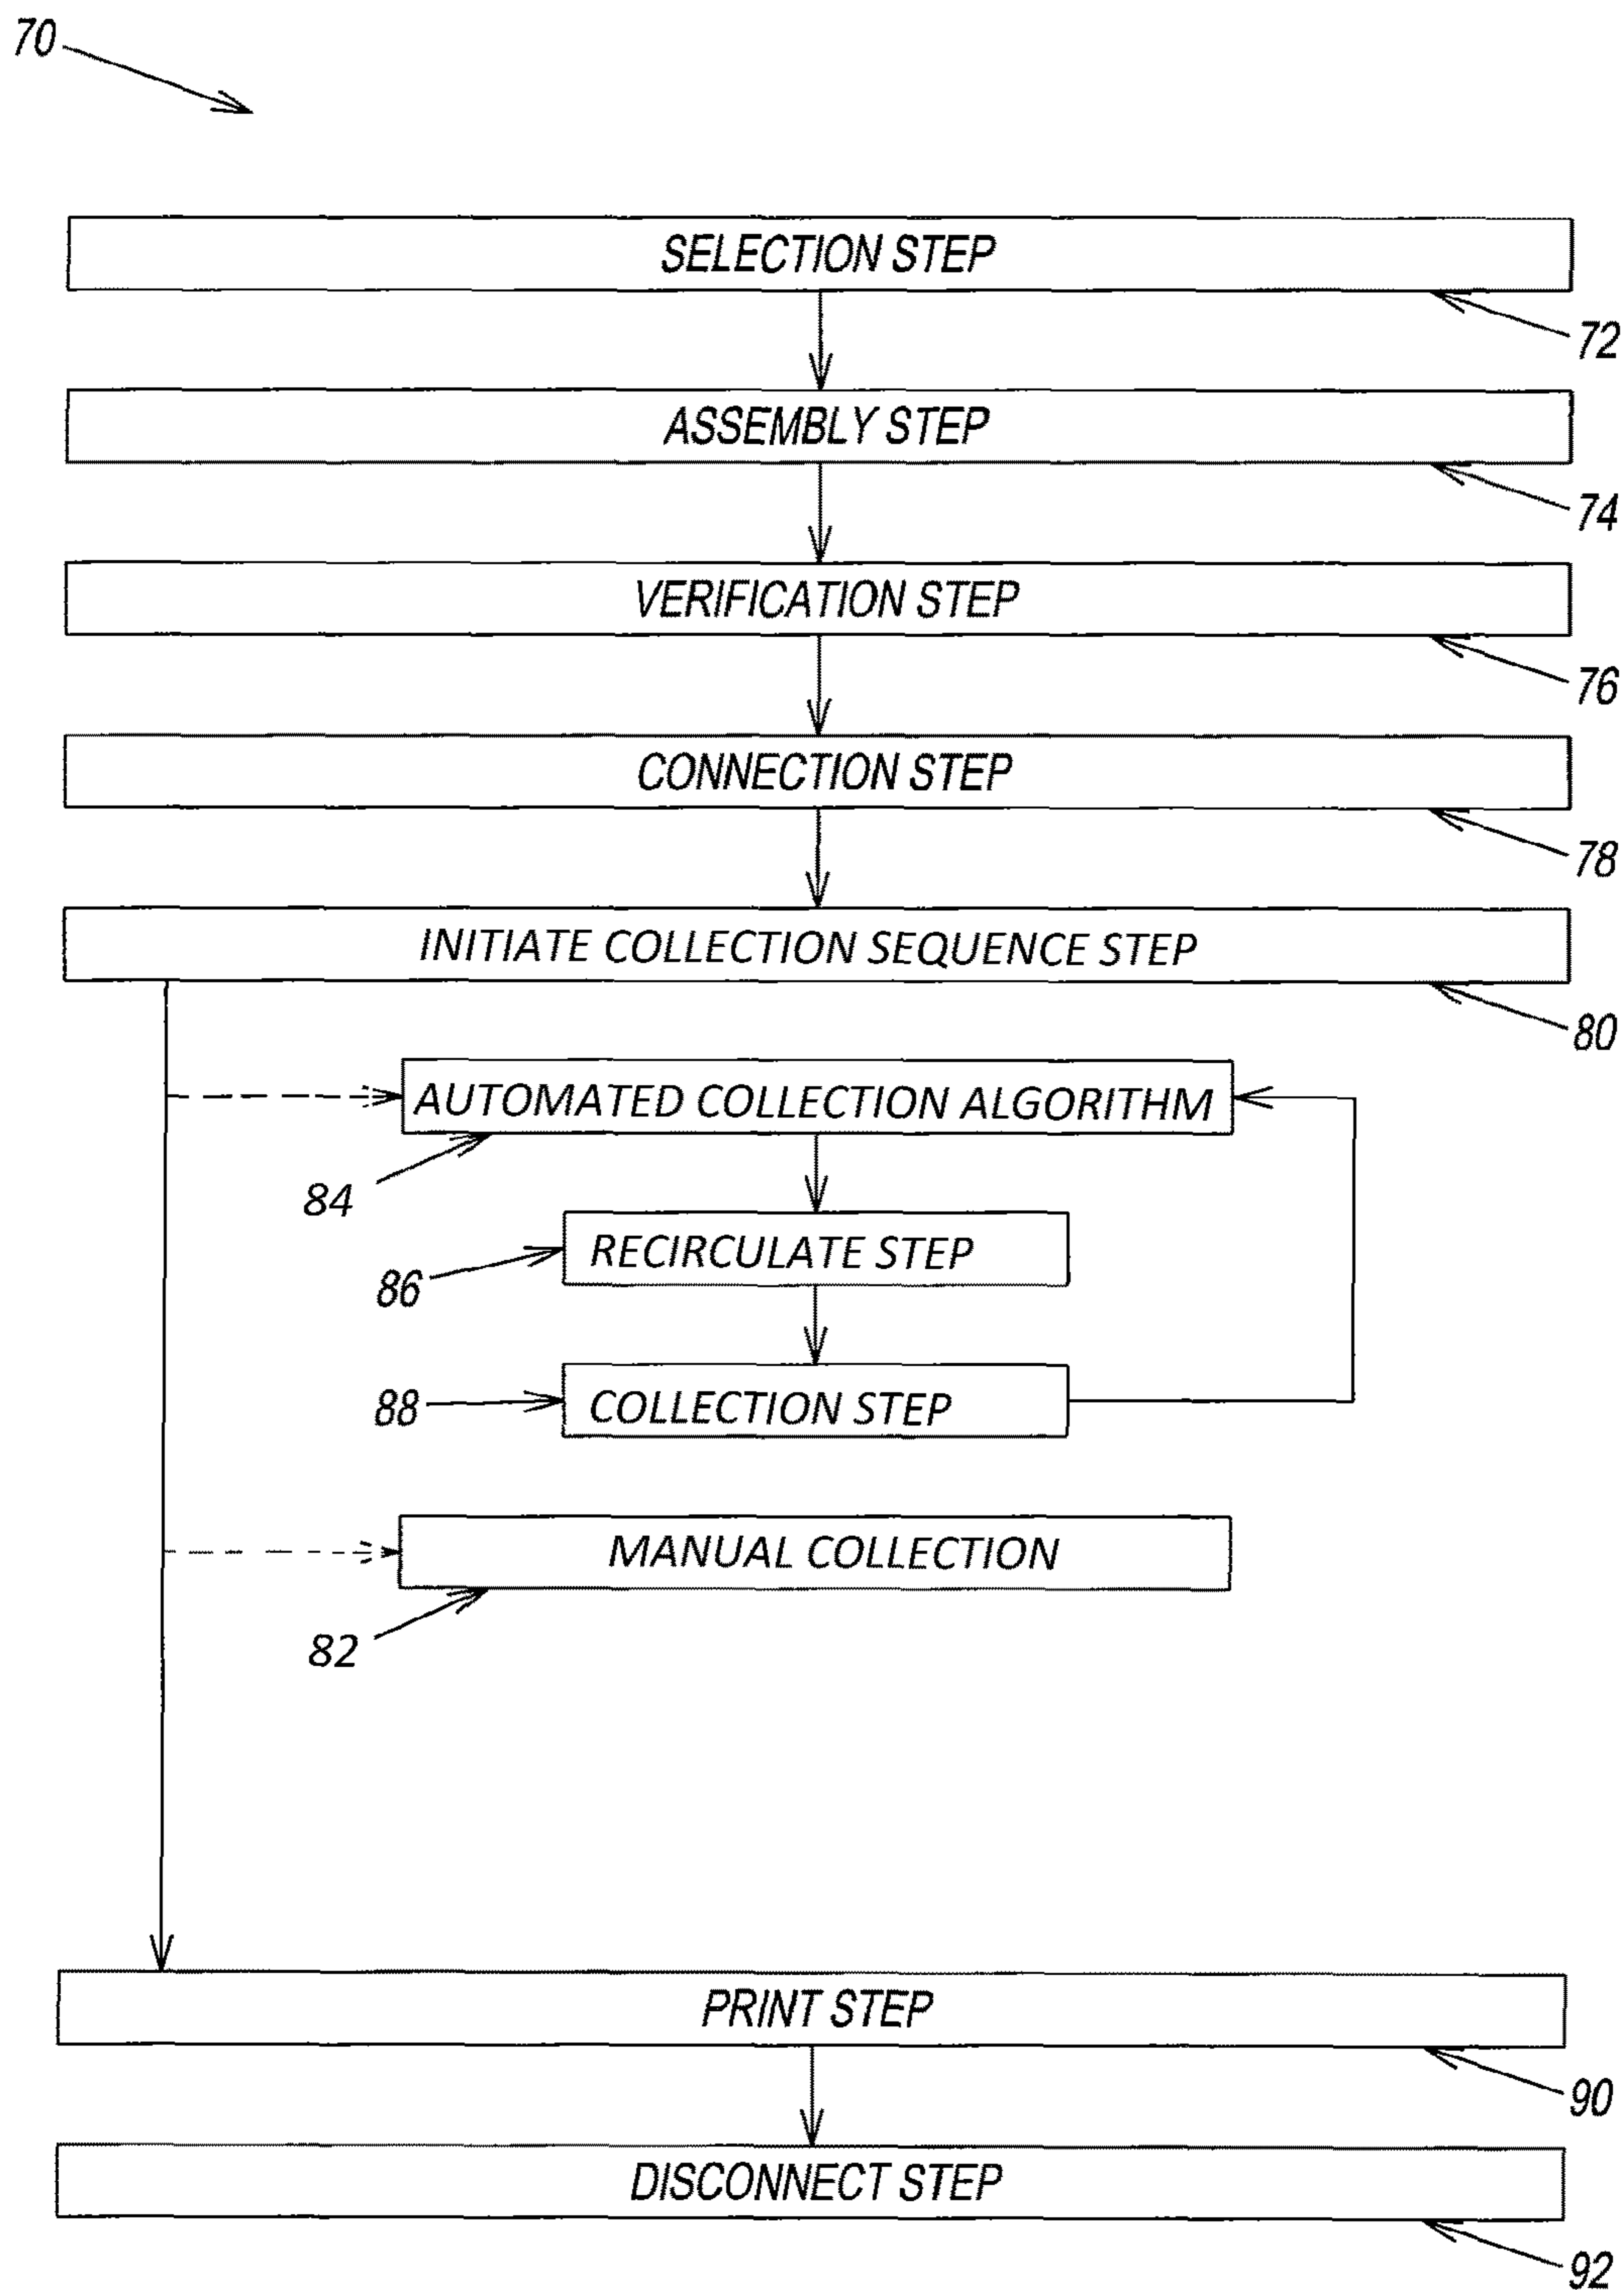 70
SELECTION STEP
72
ASSEMBLY STEP
74
VERIFICATION STEP
76
CONNECTION STEP
78
INITIATE COLLECTION SEQUENCE STEP
80
AUTOMATED COLLECTION ALGORITHM
84
RECIRCULATE STEP
86
COLLECTION STEP
88
MANUAL COLLECTION
82
PRINT STEP
90
DISCONNECT STEP
92